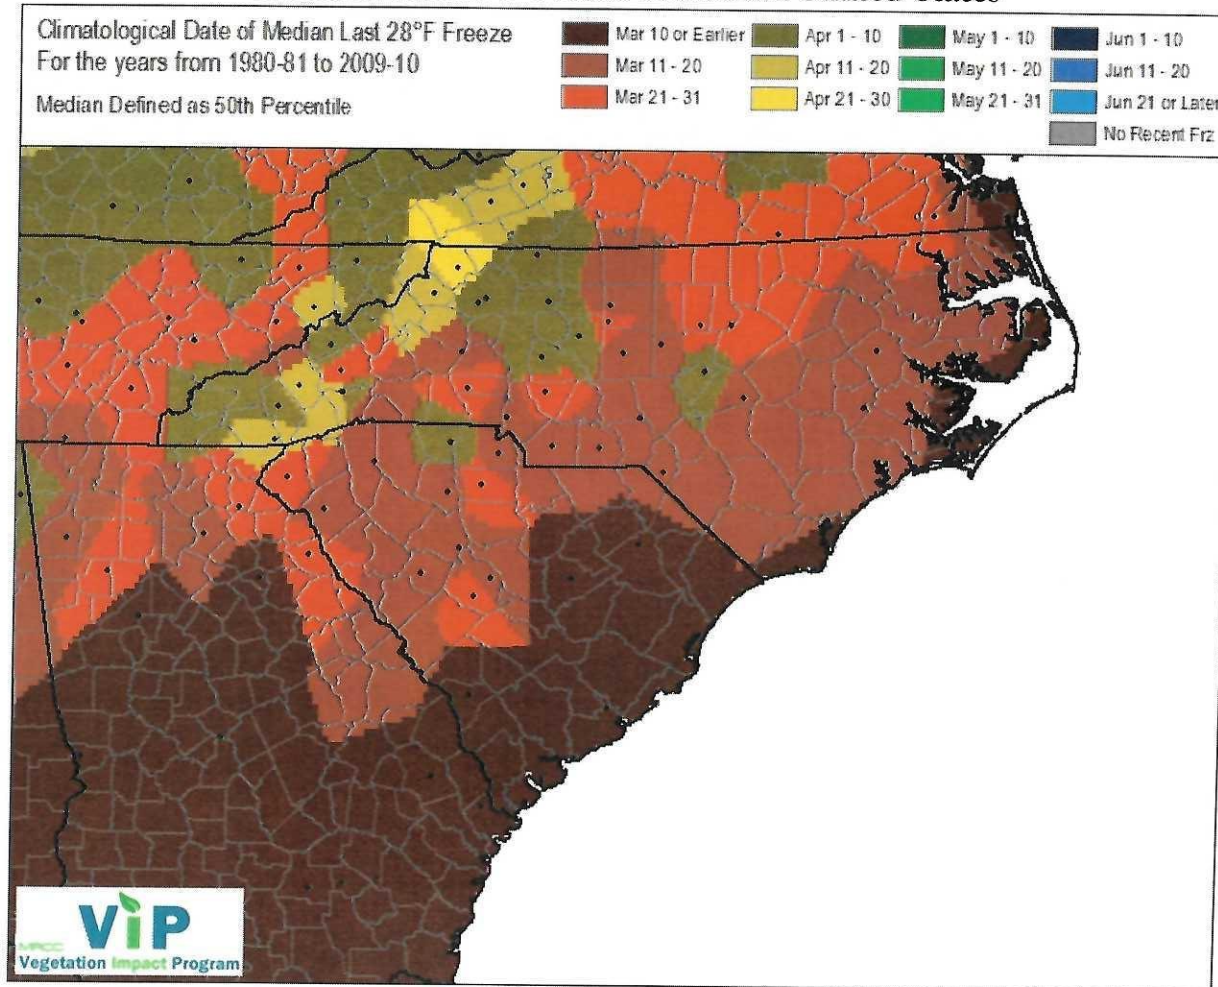 States
Climatological Date of Median Last 28°F Freeze
For the years from 1980-81 to 2009-10
Median Defined as 50th Percentile
Mar 10 or Earlier
Mar 11 - 20
Mar 21 - 31
Apr 1 - 10
Apr 11 - 20
Apr 21 - 30
May 1 - 10
May 11 - 20
May 21 - 31
Jun 1 - 10
Jun 11 - 20
Jun 21 or Later
No Recent Frz
ViP
MRCC
Vegetation Impact Program